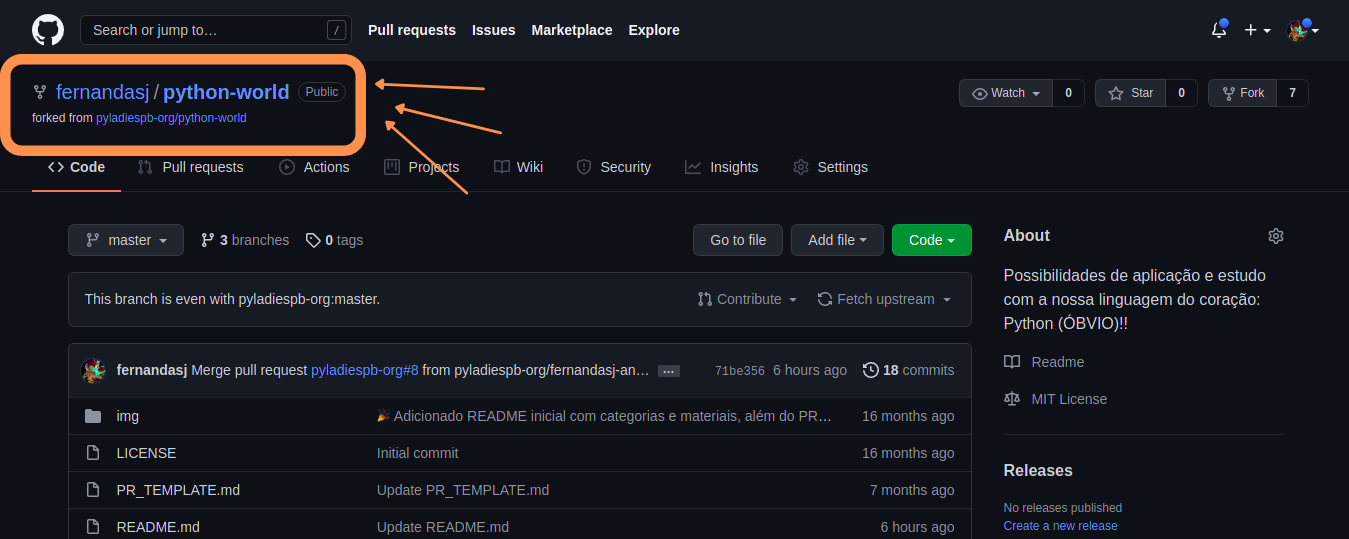 Search or jump to… / Pull requests Issues Marketplace Explore
fernandasj / python-world Public Watch 0 Star 0 Fork 7
forked from pyladiespb-org/python-world
Code Pull requests Actions Projects Wiki Security Insights Settings
master 3 branches 0 tags Go to file Add file Code
About
This branch is even with pyladiespb-org:master. Contribute Fetch upstream
Possibilidades de aplicação e estudo
com a nossa linguagem do coração:
Python (ÓBVIO)!!
Readme
fernandasj Merge pull request pyladiespb-org#8 from pyladiespb-org/fernandasj-an… ... 71be356 6 hours ago 18 commits
MIT License
img Adicionado README inicial com categorias e materiais, além do PR… 16 months ago
LICENSE Initial commit 16 months ago
Releases
PR_TEMPLATE.md Update PR_TEMPLATE.md 7 months ago
No releases published
Create a new release
README.md Update README.md 6 hours ago